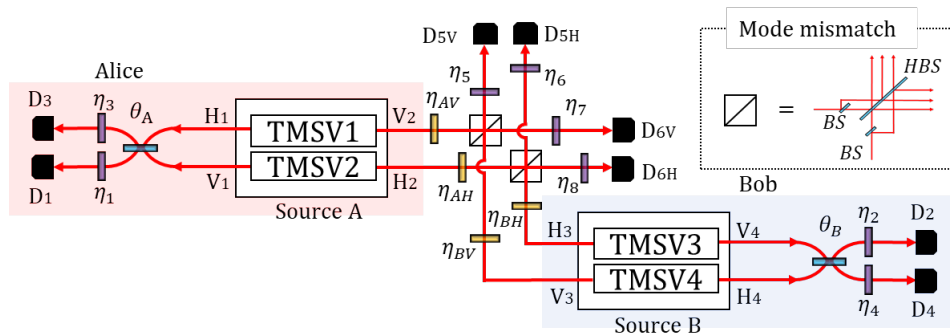 D5V
D5H
Mode mismatch
HBS
BS
=
BS
Alice
D3
η3
θA
H1
TMSV1
V2
ηAV
η5
η6
η7
D6V
D1
η1
V1
TMSV2
H2
ηAH
η8
D6H
Source A
ηBH
ηBV
Bob
H3
TMSV3
V4
θB
η2
D2
V3
TMSV4
H4
η4
D4
Source B